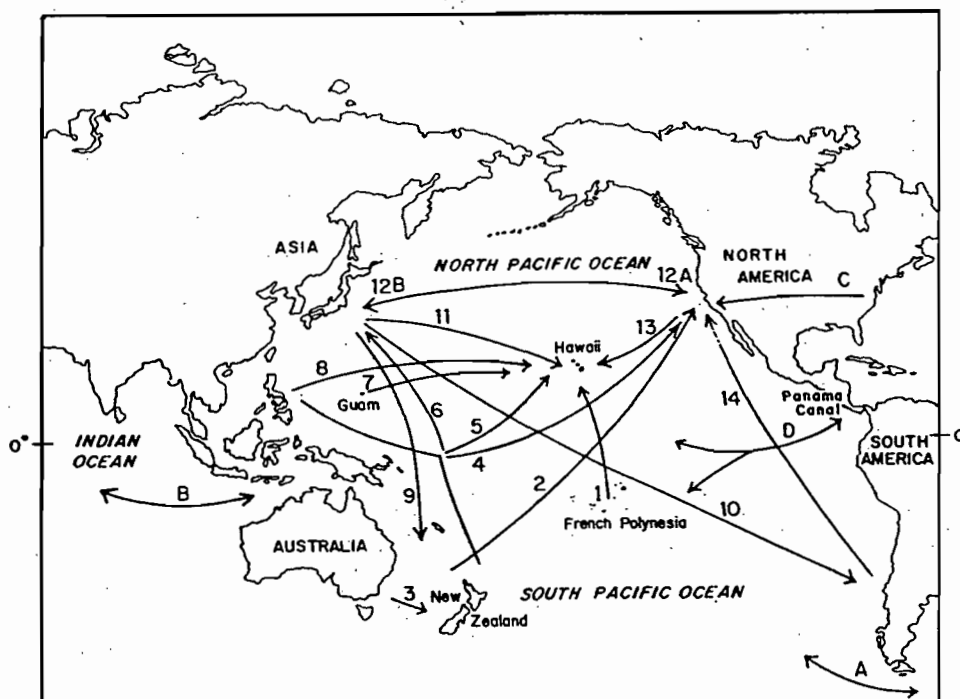 ASIA
NORTH PACIFIC OCEAN
NORTH
AMERICA
12B
12A
C
11
13
Hawaii
8
7
Guam
6
5
4
14
Panama
Canal
D
0°
INDIAN
OCEAN
SOUTH
AMERICA
B
9
2
1
10
French Polynesia
AUSTRALIA
3
New
Zealand
SOUTH PACIFIC OCEAN
A